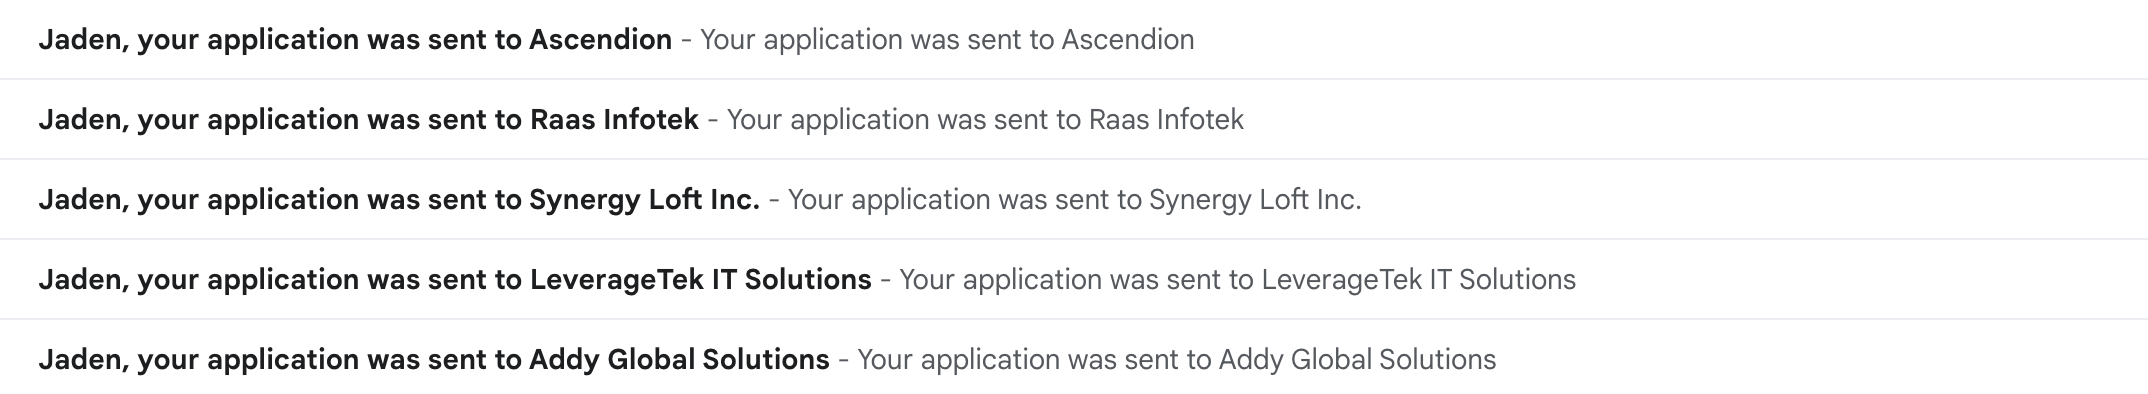 Jaden, your application was sent to Ascendion - Your application was sent to Ascendion
Jaden, your application was sent to Raas Infotek - Your application was sent to Raas Infotek
Jaden, your application was sent to Synergy Loft Inc. - Your application was sent to Synergy Loft Inc.
Jaden, your application was sent to LeverageTek IT Solutions - Your application was sent to LeverageTek IT Solutions
Jaden, your application was sent to Addy Global Solutions - Your application was sent to Addy Global Solutions